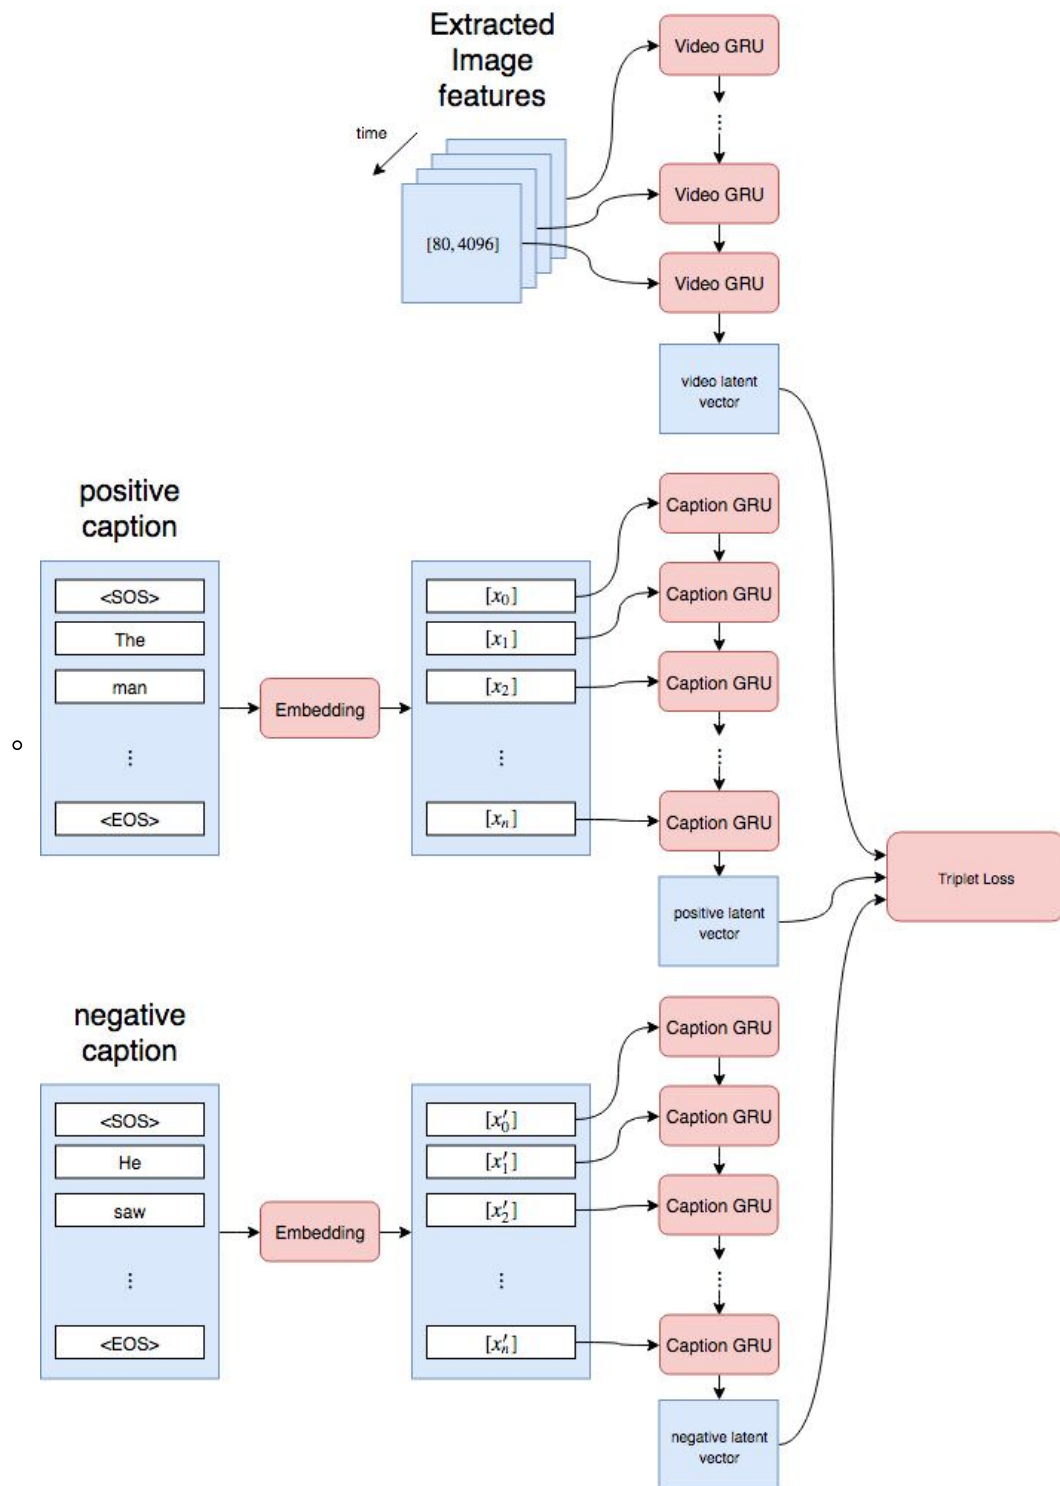 Extracted
Image
features
time
[80, 4096]
Video GRU
⋮
Video GRU
Video GRU
video latent
vector
positive
caption
<SOS>
The
man
⋮
<EOS>
Embedding
[x₀]
[x₁]
[x₂]
⋮
[xₙ]
Caption GRU
Caption GRU
Caption GRU
⋮
Caption GRU
positive latent
vector
Triplet Loss
negative
caption
<SOS>
He
saw
⋮
<EOS>
Embedding
[x′₀]
[x′₁]
[x′₂]
⋮
[x′ₙ]
Caption GRU
Caption GRU
Caption GRU
⋮
Caption GRU
negative latent
vector